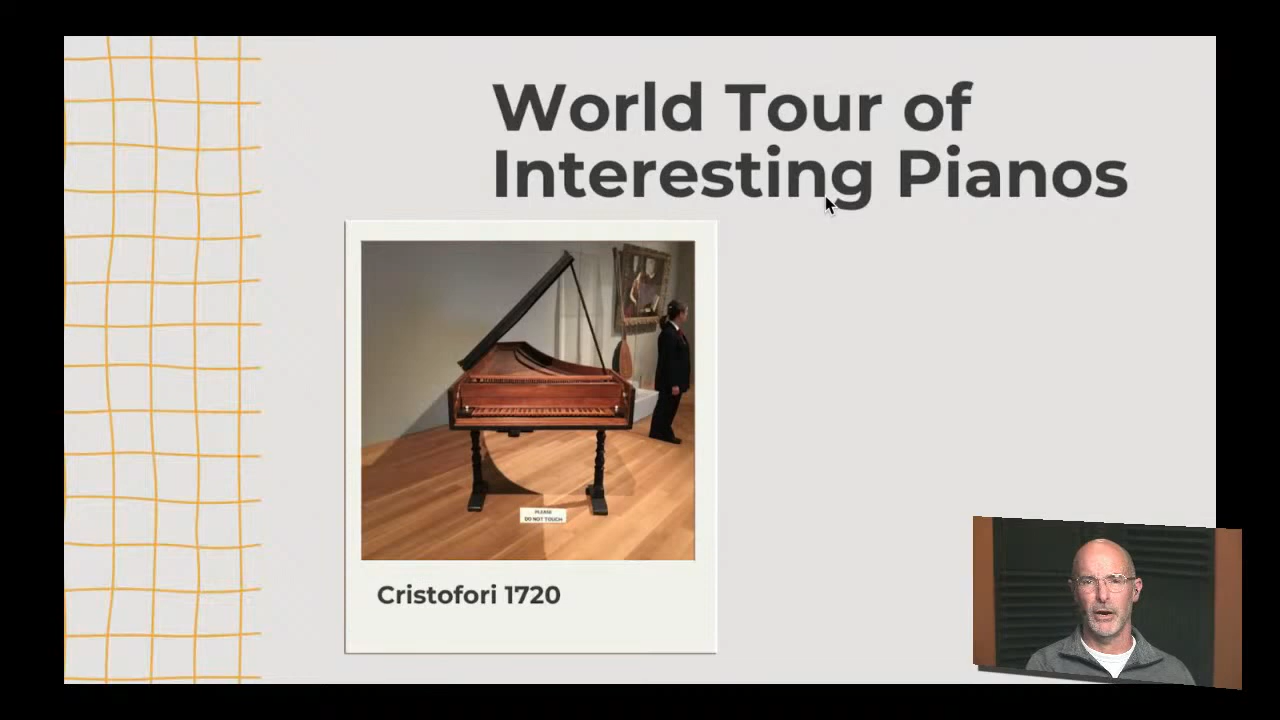 World Tour of
Interesting Pianos
PLEASE
DO NOT TOUCH
Cristofori 1720